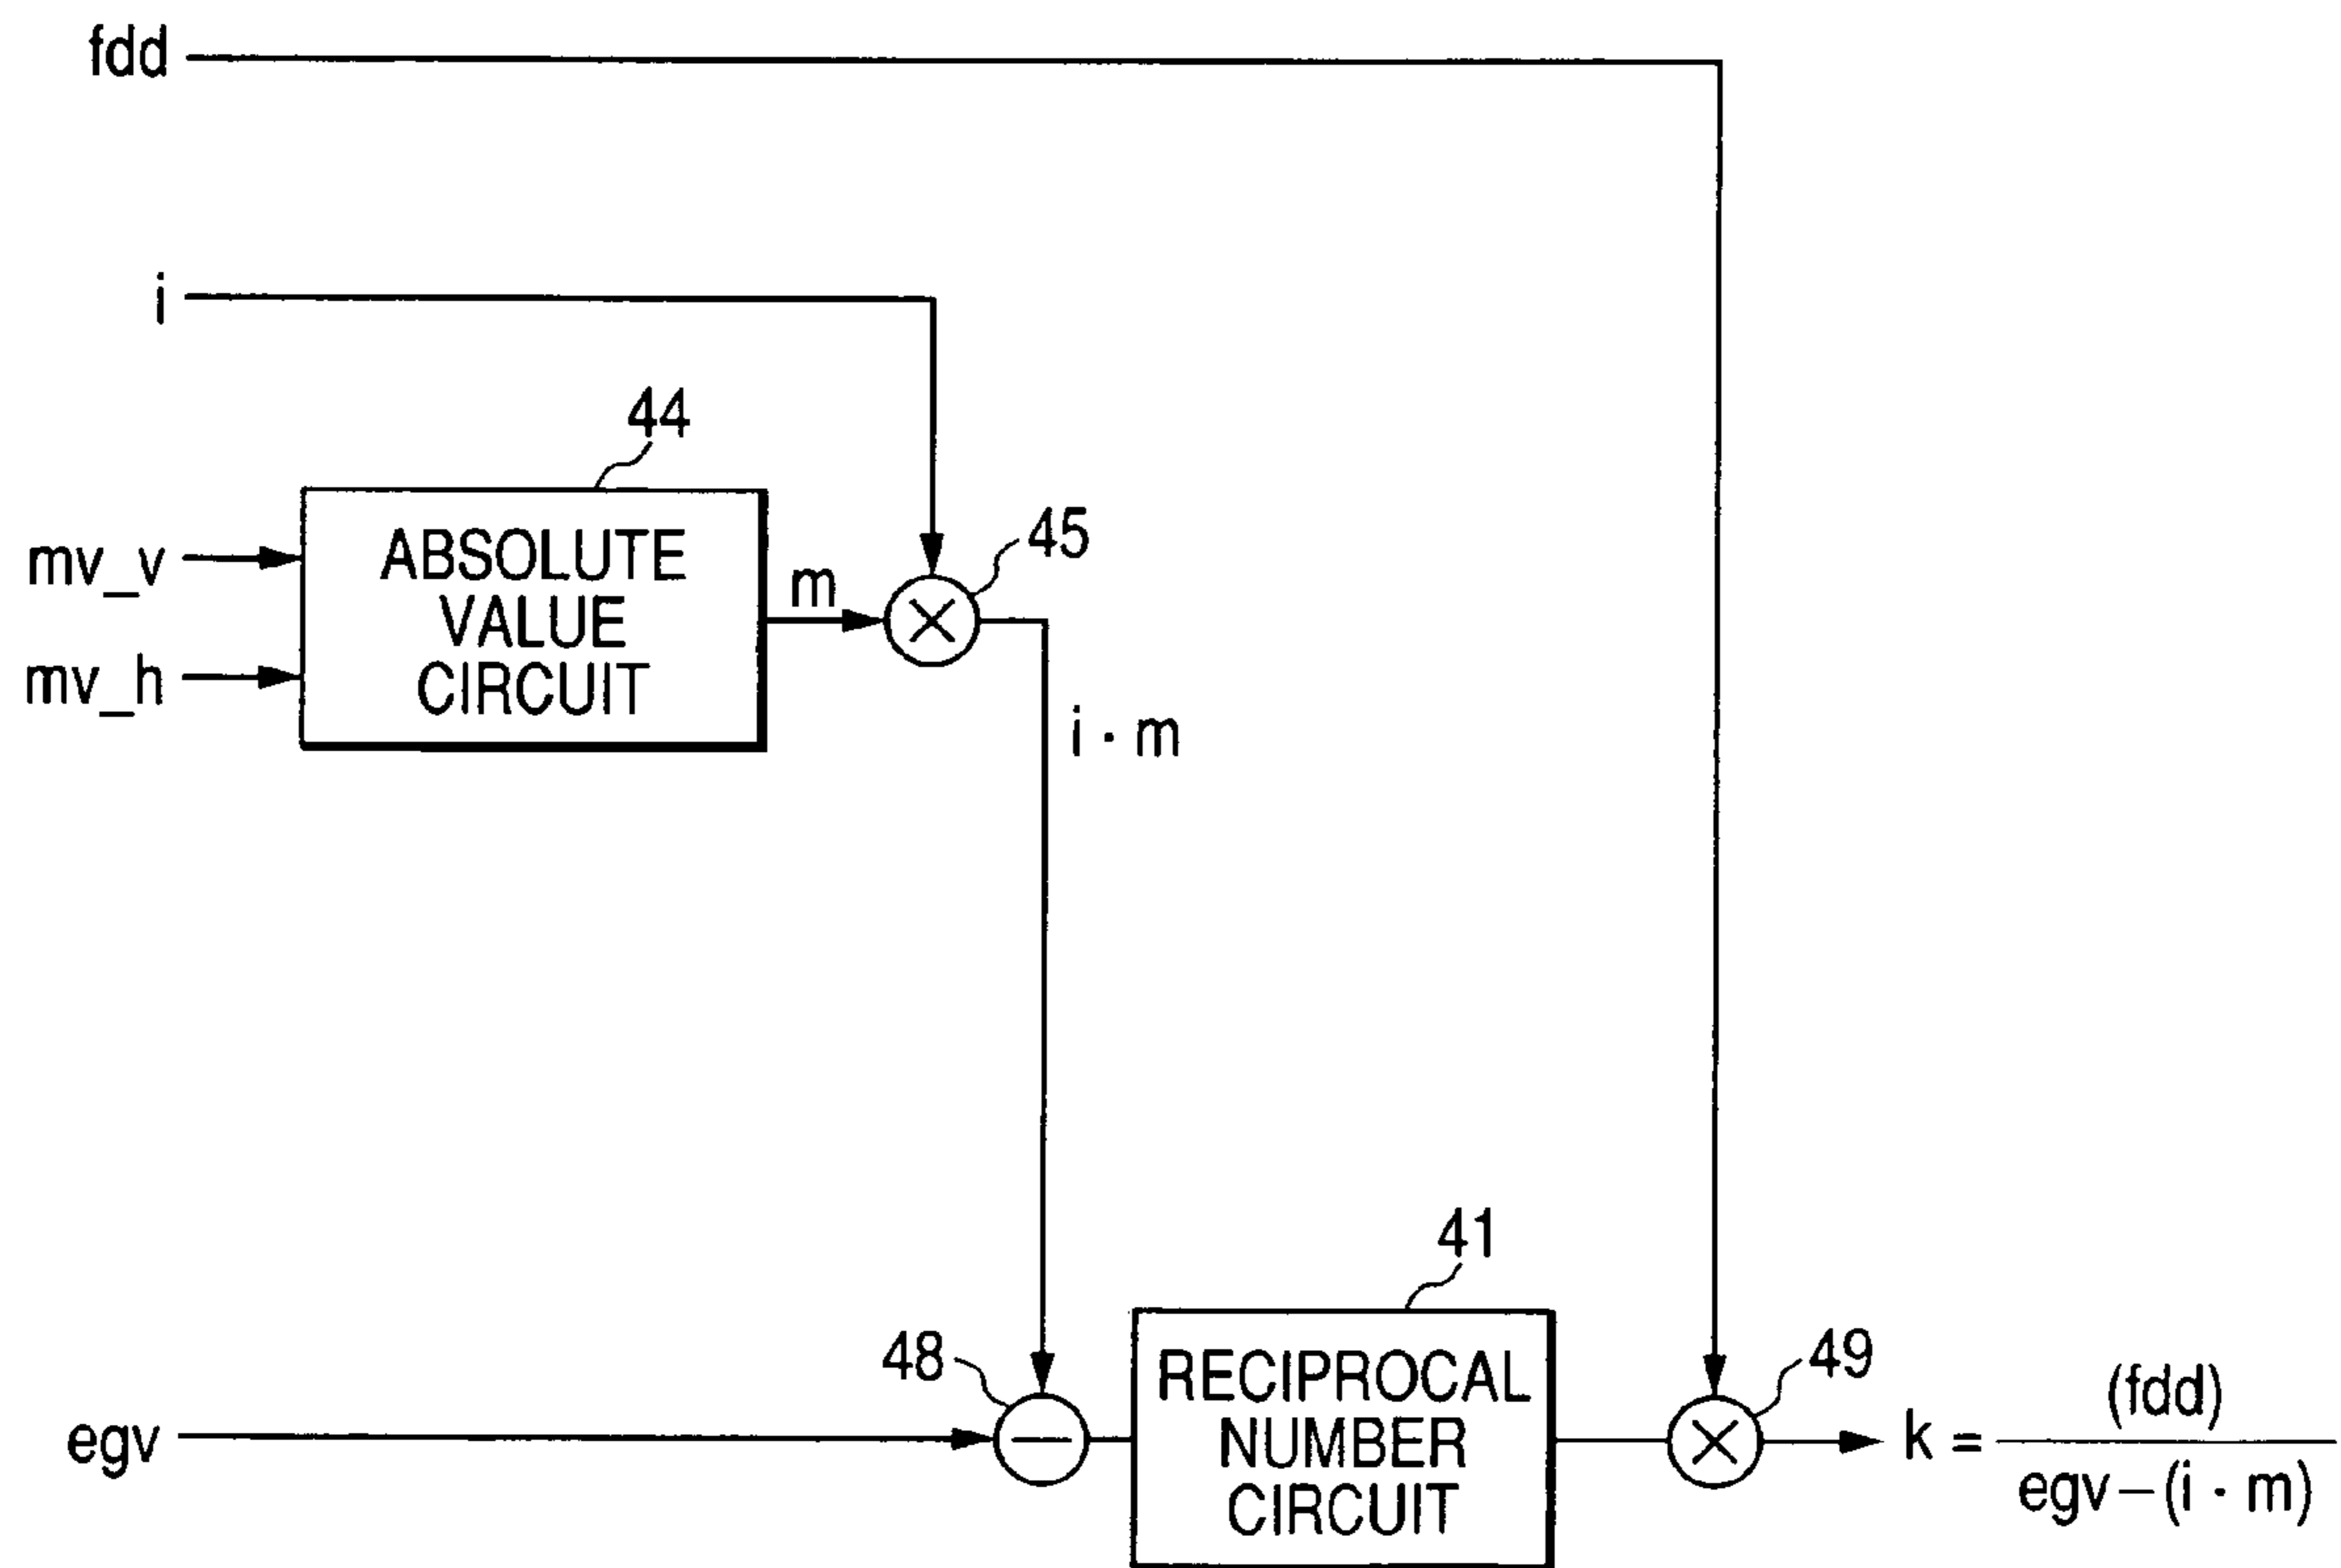 fdd
i
44
mv_v
mv_h
ABSOLUTE
VALUE
CIRCUIT
m
45
i · m
41
48
egv
RECIPROCAL
NUMBER
CIRCUIT
49
k = (fdd)
egv – (i · m)